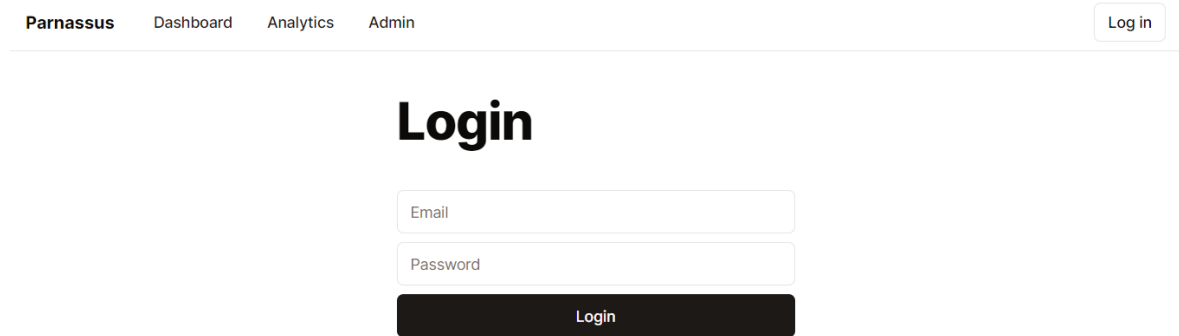 Parnassus Dashboard Analytics Admin Log in
Login
Email
Password
Login